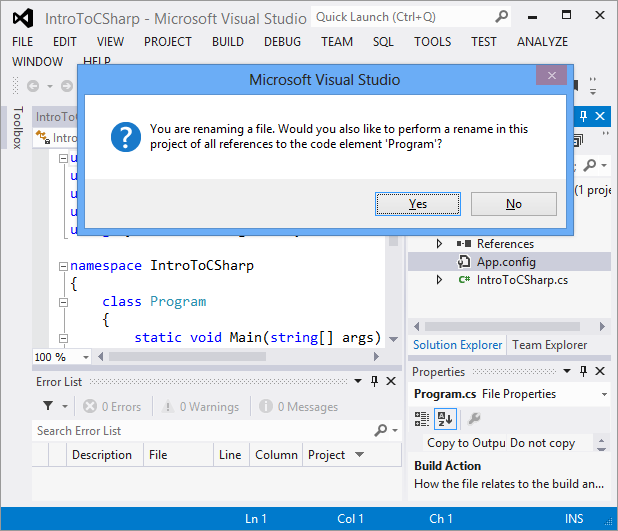 IntroToCSharp - Microsoft Visual Studio
Quick Launch (Ctrl+Q)
FILE EDIT VIEW PROJECT BUILD DEBUG TEAM SQL TOOLS TEST ANALYZE
WINDOW HELP
Microsoft Visual Studio
You are renaming a file. Would you also like to perform a rename in this
project of all references to the code element 'Program'?
Yes No
Toolbox
IntroToC
Intro
(1 proje
References
App.config
C# IntroToCSharp.cs
namespace IntroToCSharp
{
class Program
{
static void Main(string[] args)
100 %
Solution Explorer Team Explorer
Error List
0 Errors 0 Warnings 0 Messages
Search Error List
Description File Line Column Project
Properties
Program.cs File Properties
Copy to Outpu Do not copy
Build Action
How the file relates to the build an...
Ln 1 Col 1 Ch 1 INS